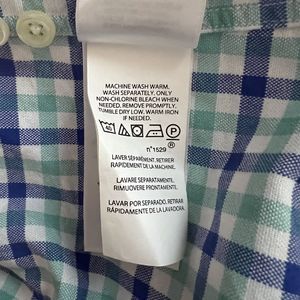 MACHINE WASH WARM.
WASH SEPARATELY. ONLY
NON-CHLORINE BLEACH WHEN
NEEDED. REMOVE PROMPTLY.
TUMBLE DRY LOW. WARM IRON
IF NEEDED.
40 P
n°1529 ®
LAVER SÉPARÉMENT. RETIRER
RAPIDEMENT DE LA MACHINE.
LAVARE SEPARATAMENTE.
RIMUOVERE PRONTAMENTE.
LAVAR POR SEPARADO. RETIRAR
RÁPIDAMENTE DE LA LAVADORA.